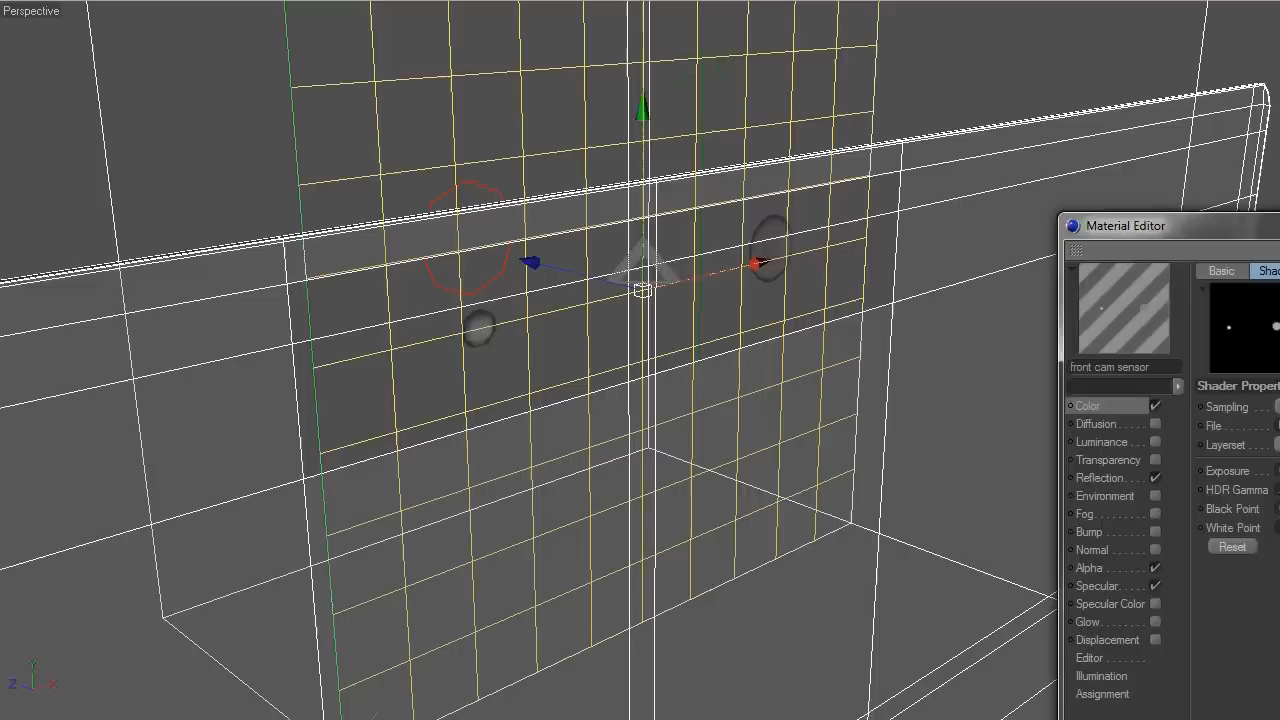 Perspective
Material Editor
Basic
front cam sensor
Color
Diffusion
Luminance
Transparency
Reflection
Environment
Fog
Bump
Normal
Alpha
Specular
Specular Color
Glow
Displacement
Editor
Illumination
Assignment
Shader Propert
Sampling
File
Layerset
Exposure
HDR Gamma
Black Point
White Point
Reset
Z
Y
X